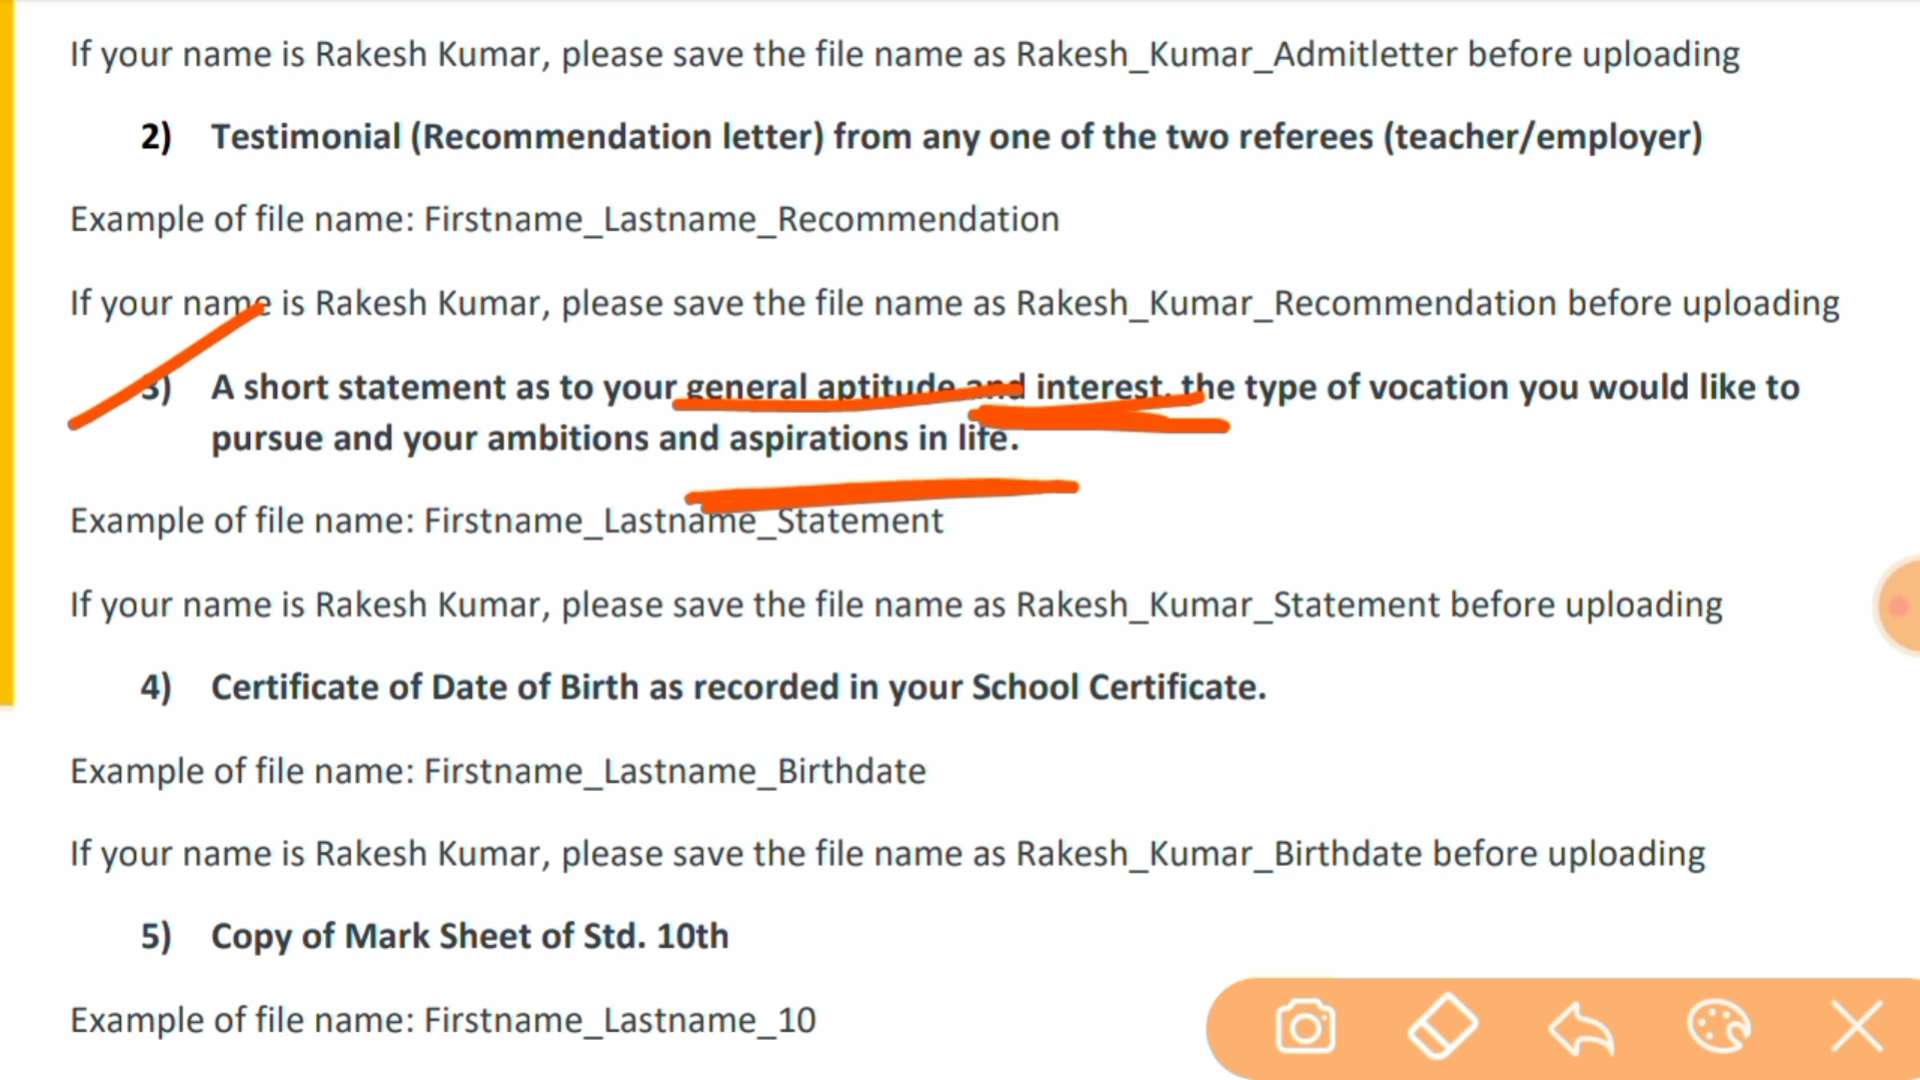 If your name is Rakesh Kumar, please save the file name as Rakesh_Kumar_Admitletter before uploading
2) Testimonial (Recommendation letter) from any one of the two referees (teacher/employer)
Example of file name: Firstname_Lastname_Recommendation
If your name is Rakesh Kumar, please save the file name as Rakesh_Kumar_Recommendation before uploading
3) A short statement as to your general aptitude and interest, the type of vocation you would like to
pursue and your ambitions and aspirations in life.
Example of file name: Firstname_Lastname_Statement
If your name is Rakesh Kumar, please save the file name as Rakesh_Kumar_Statement before uploading
4) Certificate of Date of Birth as recorded in your School Certificate.
Example of file name: Firstname_Lastname_Birthdate
If your name is Rakesh Kumar, please save the file name as Rakesh_Kumar_Birthdate before uploading
5) Copy of Mark Sheet of Std. 10th
Example of file name: Firstname_Lastname_10